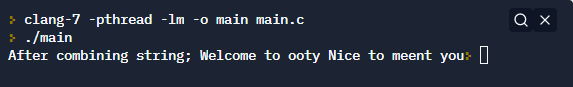 > clang-7 -pthread -lm -o main main.c
> ./main
After combining string; Welcome to ooty Nice to meent you>